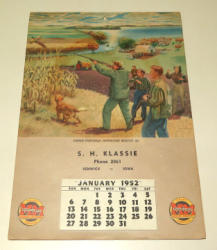 S. H. KLASSIE
Phone 2061
IOWA
JANUARY 1952
SUN MON TUE WED THU FRI SAT
1 2 3 4 5
6 7 8 9 10 11 12
13 14 15 16 17 18 19
20 21 22 23 24 25 26
27 28 29 30 31